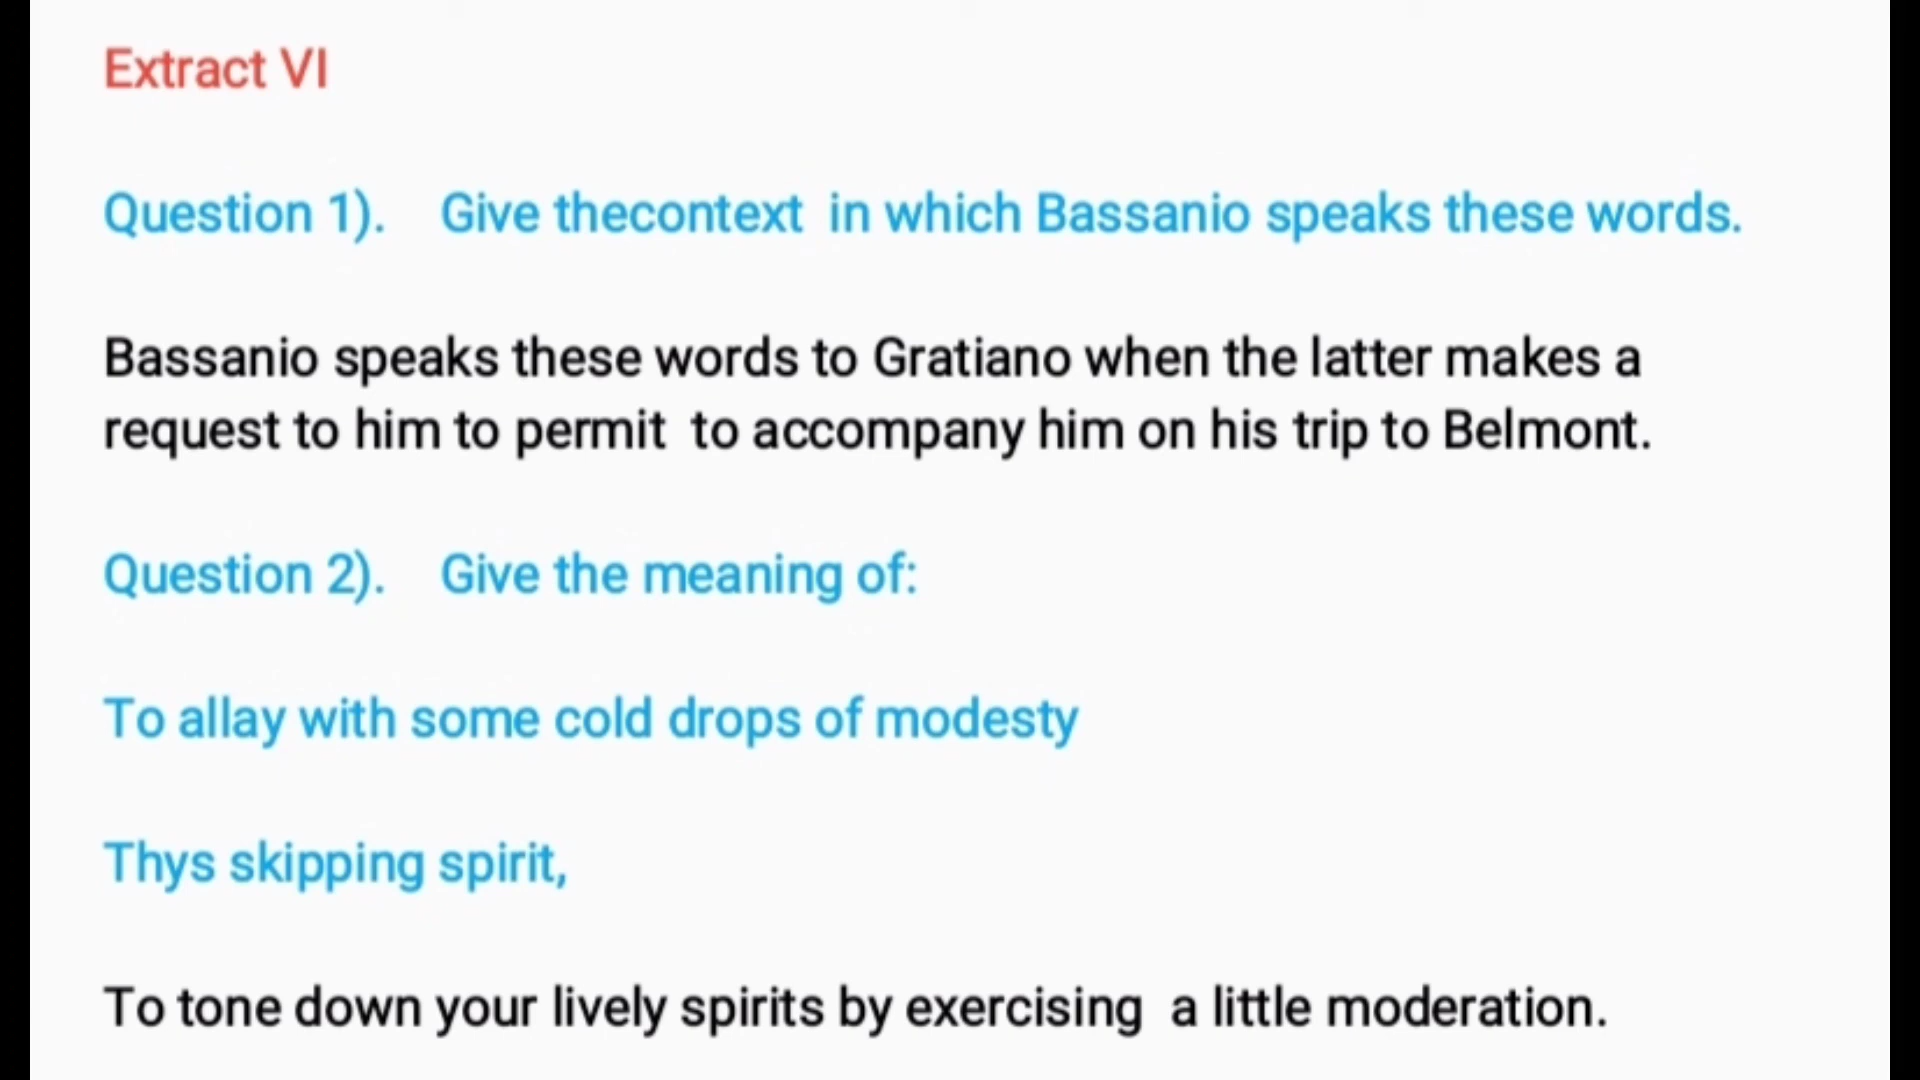 Extract VI
Question 1). Give thecontext in which Bassanio speaks these words.
Bassanio speaks these words to Gratiano when the latter makes a
request to him to permit to accompany him on his trip to Belmont.
Question 2). Give the meaning of:
To allay with some cold drops of modesty
Thys skipping spirit,
To tone down your lively spirits by exercising a little moderation.